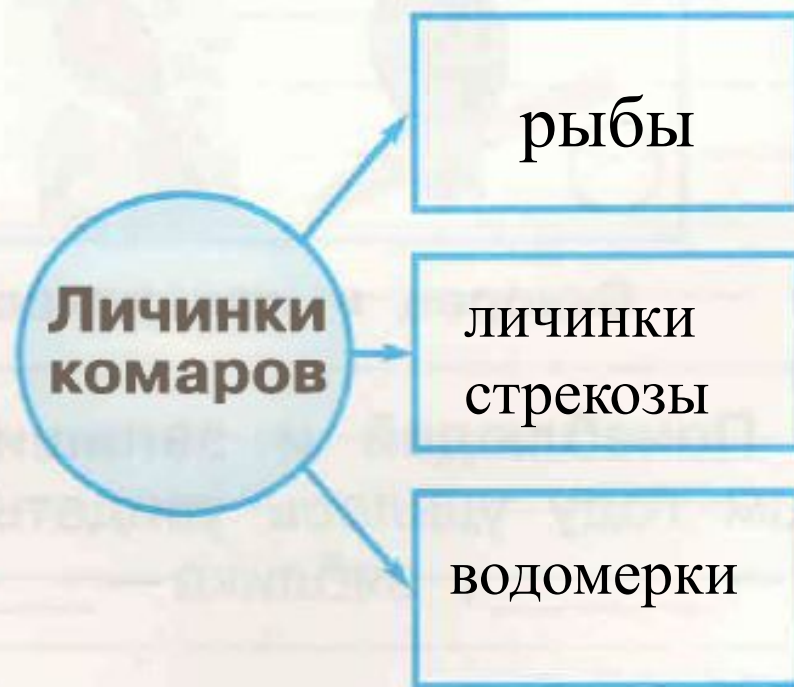 рыбы
Личинки
комаров
личинки
стрекозы
водомерки